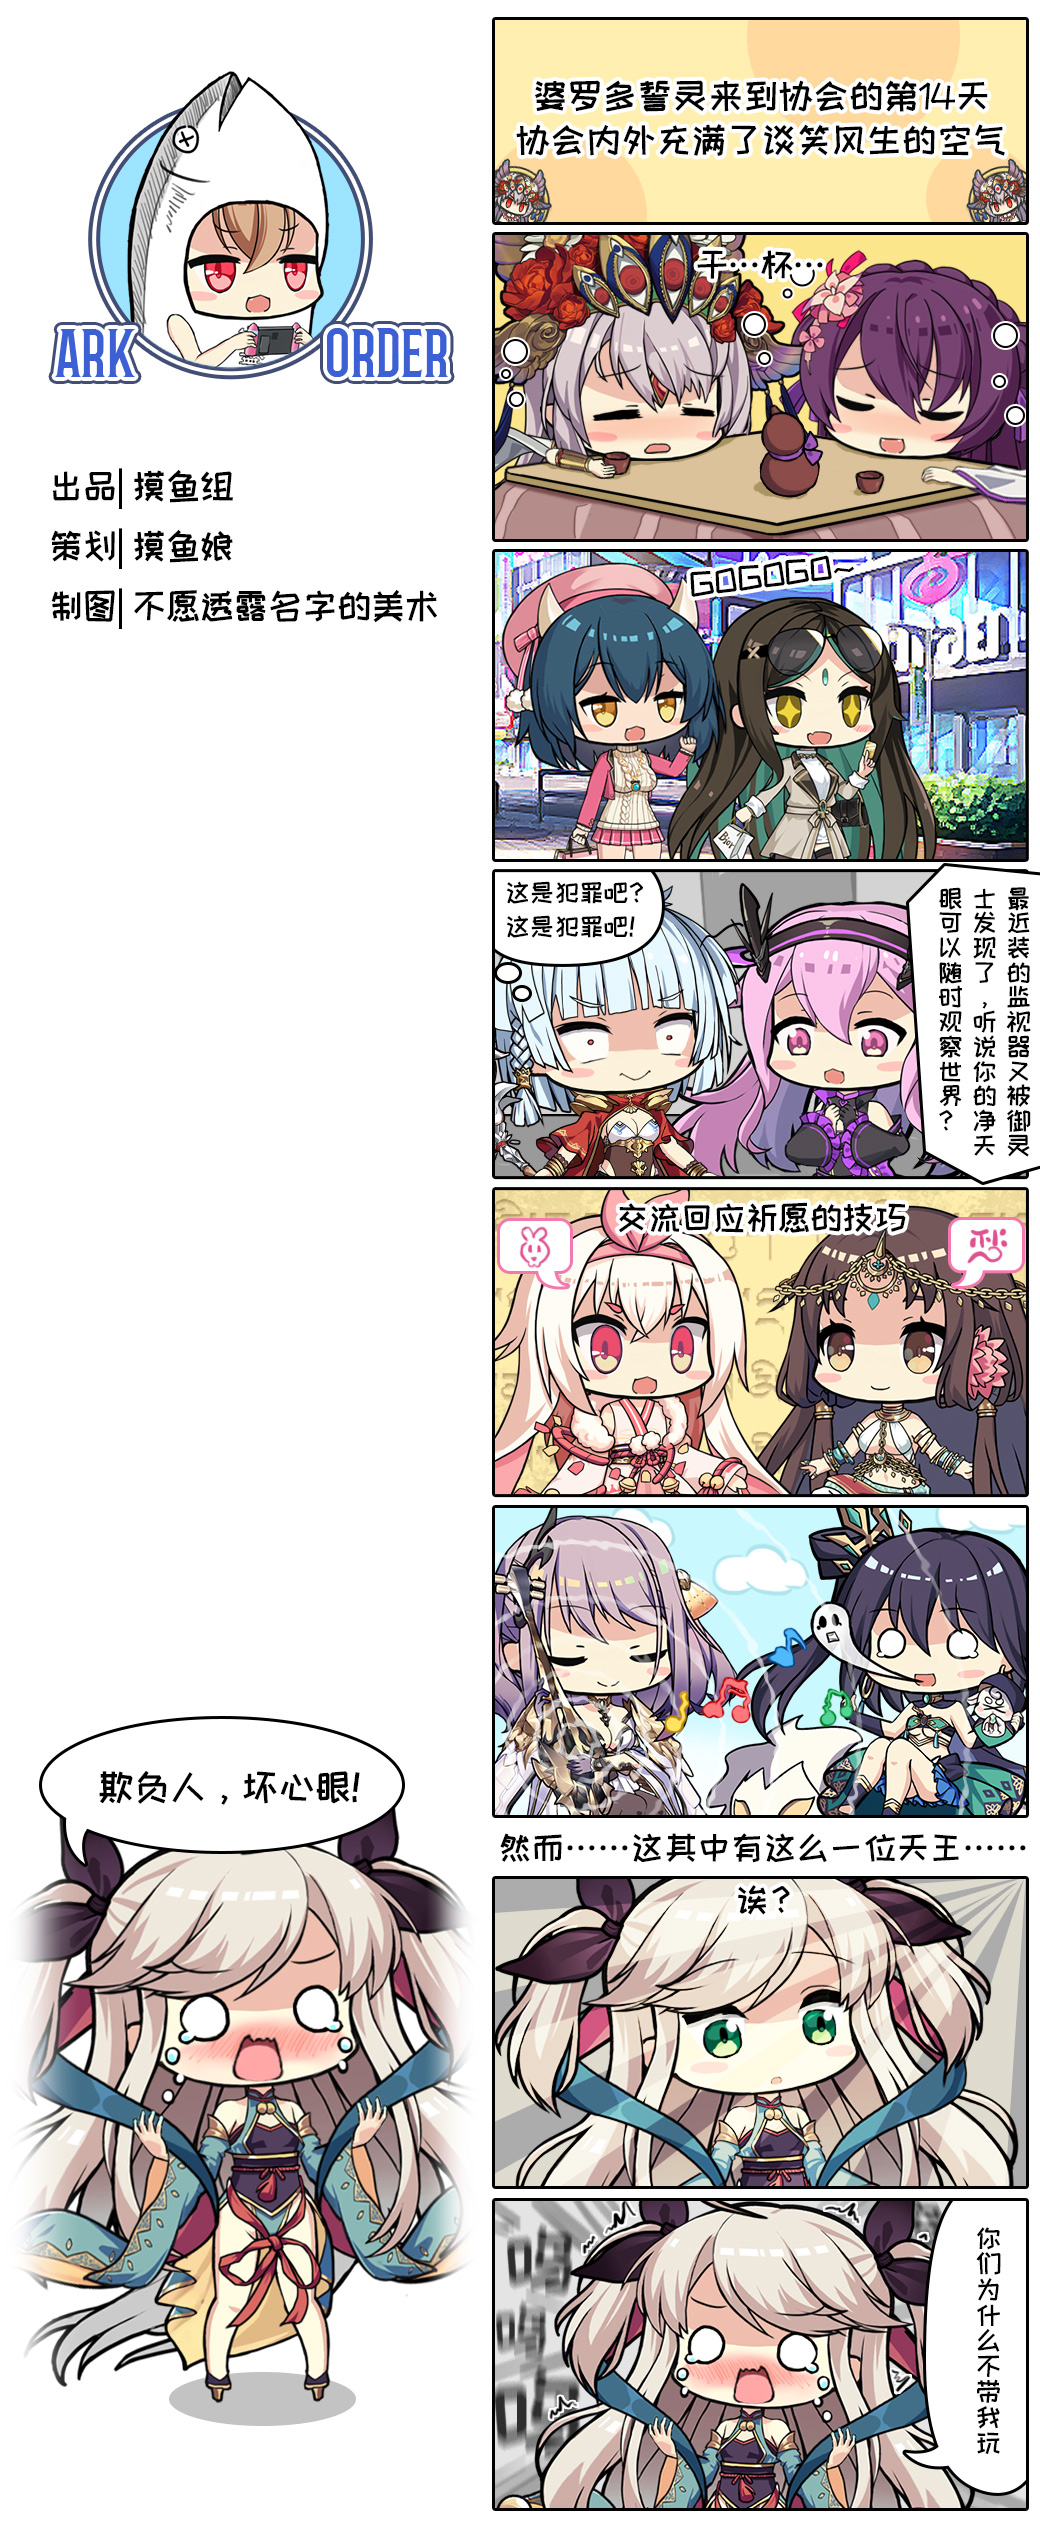 ARK ORDER
出品|摸鱼组
策划|摸鱼娘
制图|不愿透露名字的美术
婆罗多誓灵来到协会的第14天
协会内外充满了谈笑风生的空气
干…杯…
GOGOGO~
这是犯罪吧?
这是犯罪吧!
最近装的监视器又被御灵
士发现了，听说你的净天
眼可以随时观察世界?
交流回应祈愿的技巧
然而……这其中有这么一位天王……
诶?
你们为什么不带我玩
欺负人，坏心眼!